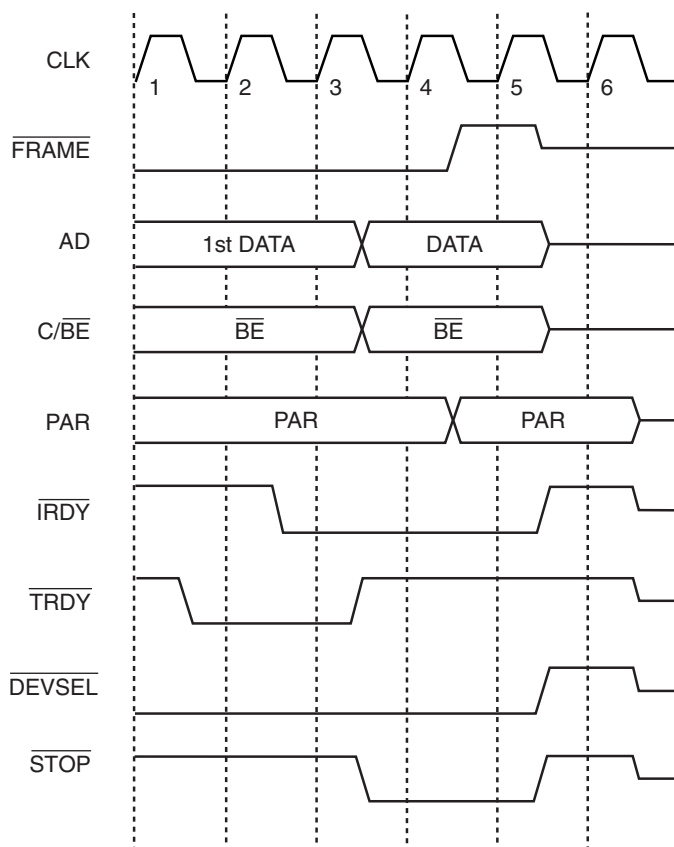 CLK
1 2 3 4 5 6
FRAME
AD 1st DATA DATA
C/BE BE BE
PAR PAR PAR
IRDY
TRDY
DEVSEL
STOP